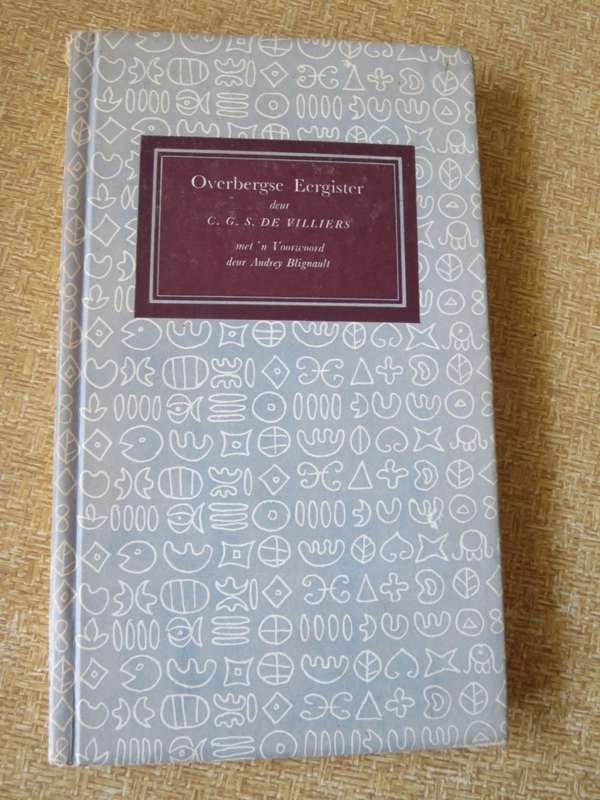 Overbergse Eergister
deur
C. G. S. DE VILLIERS
met 'n Voorwoord
deur Audrey Blignault